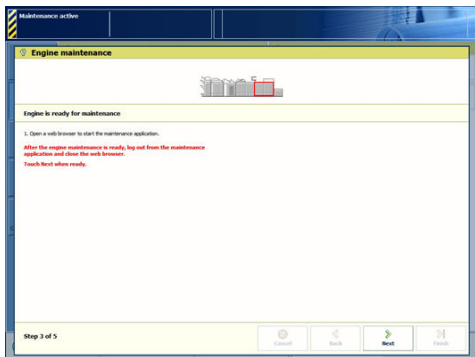 Maintenance active
Engine maintenance
Engine is ready for maintenance
1. Open a web browser to start the maintenance application.
After the engine maintenance is ready, log out from the maintenance
application and close the web browser.
Touch Next when ready.
Step 3 of 5
Cancel
Back
Next
Finish